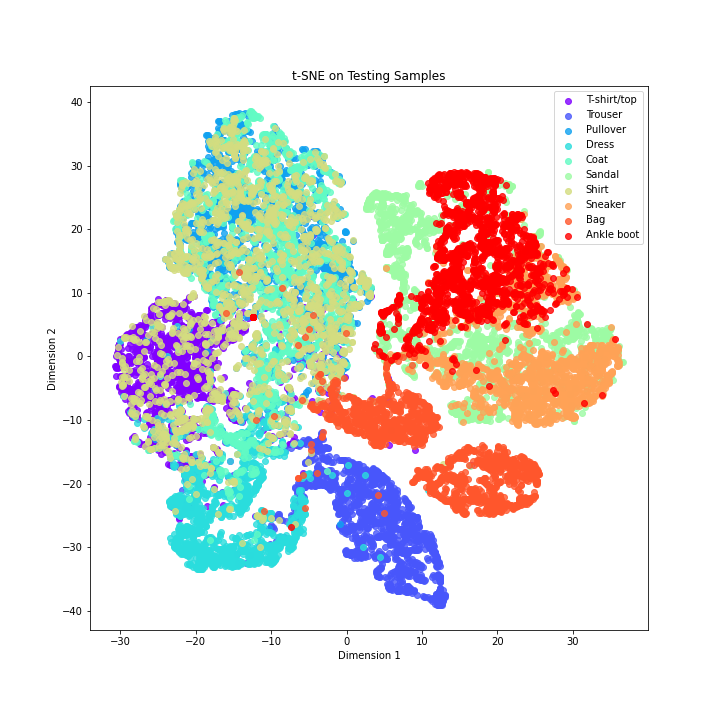 t-SNE on Testing Samples
40
30
20
10
0
−10
−20
−30
−40
Dimension 2
−30
−20
−10
0
10
20
30
Dimension 1
T-shirt/top
Trouser
Pullover
Dress
Coat
Sandal
Shirt
Sneaker
Bag
Ankle boot